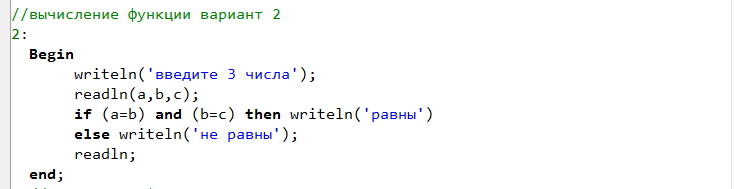 //вычисление функции вариант 2
2:
Begin
writeln('введите 3 числа');
readln(a,b,c);
if (a=b) and (b=c) then writeln('равны')
else writeln('не равны');
readln;
end;